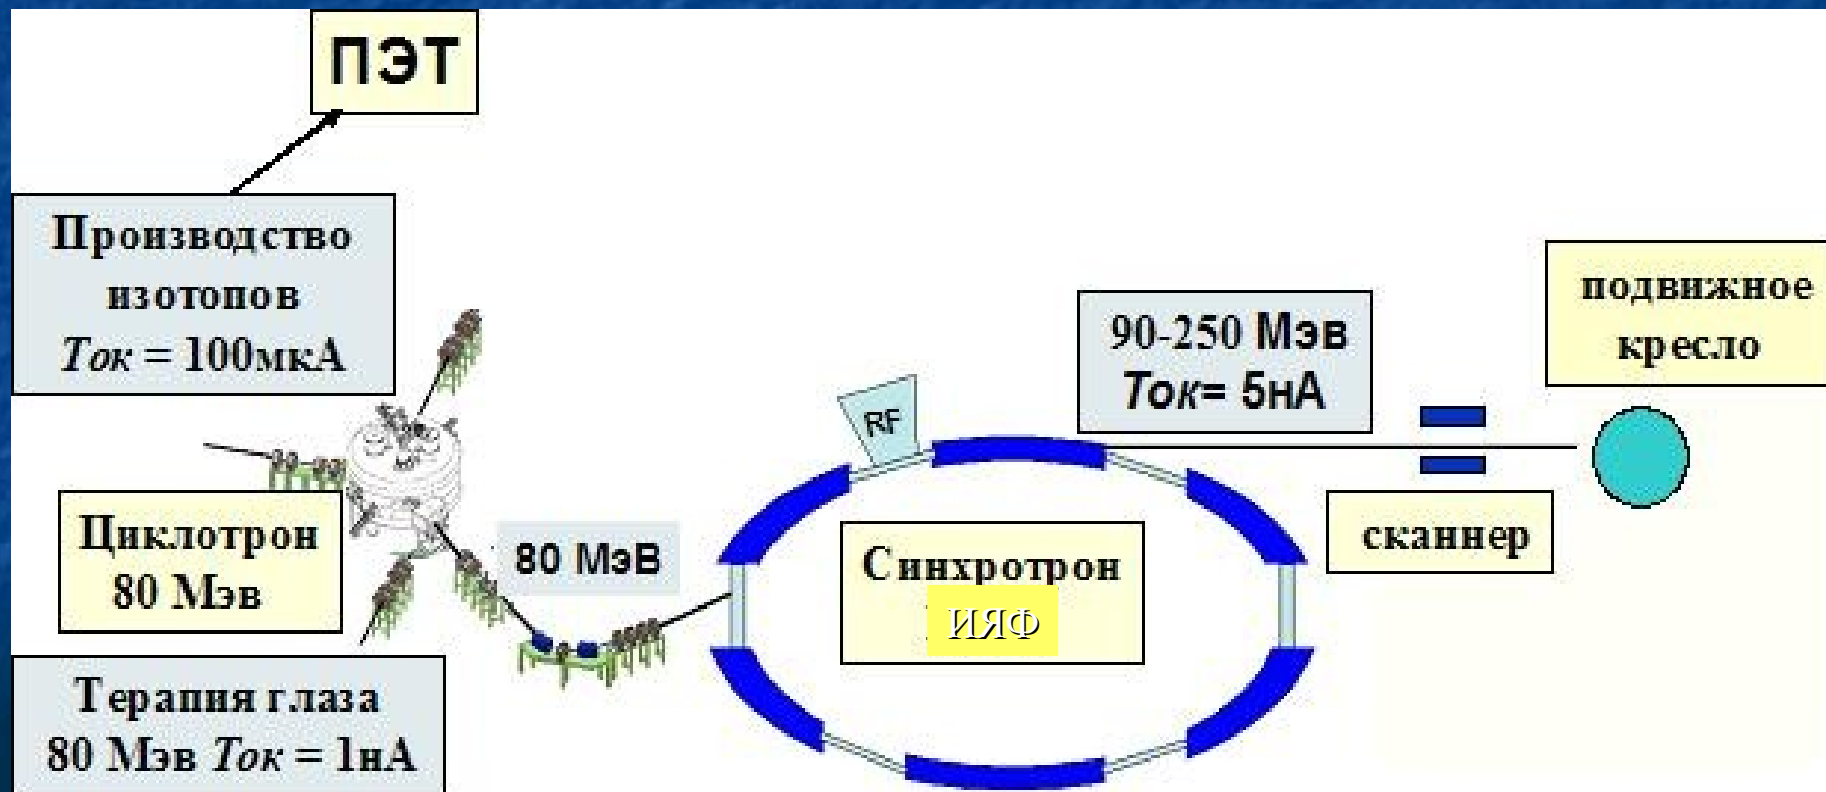 ПЭТ
Производство
изотопов
Ток = 100мкА
Циклотрон
80 Мэв
Терапия глаза
80 Мэв Ток = 1нА
80 МэВ
RF
Синхротрон
ИЯФ
90-250 Мэв
Ток= 5нА
сканнер
подвижное
кресло